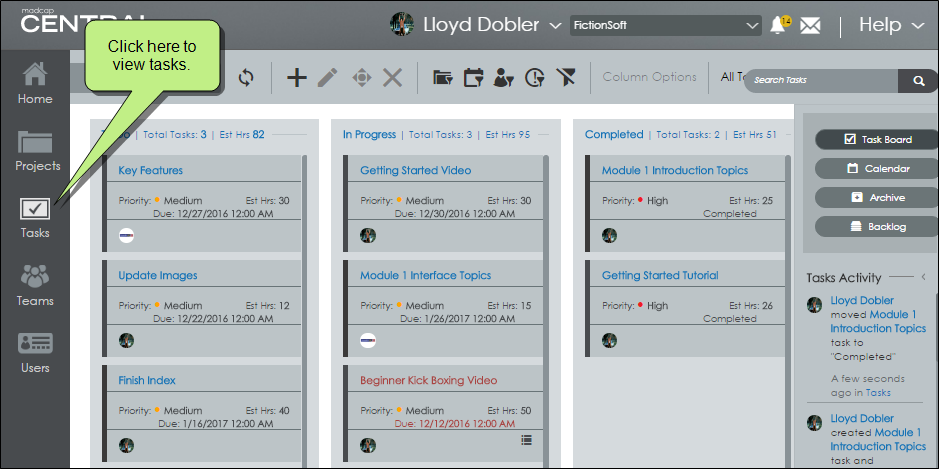 madcap
CENTRAL
Lloyd Dobler
FictionSoft
14
Help
Click here to
view tasks.
Column Options
All
Search Tasks
Home
Projects
Tasks
Teams
Users
Total Tasks: 3 | Est Hrs 82
Key Features
Priority: Medium Est Hrs: 30
Due: 12/27/2016 12:00 AM
Update Images
Priority: Medium Est Hrs: 12
Due: 12/22/2016 12:00 AM
Finish Index
Priority: Medium Est Hrs: 40
Due: 1/16/2017 12:00 AM
In Progress | Total Tasks: 3 | Est Hrs 95
Getting Started Video
Priority: Medium Est Hrs: 30
Due: 12/30/2016 12:00 AM
Module 1 Interface Topics
Priority: Medium Est Hrs: 15
Due: 1/26/2017 12:00 AM
Beginner Kick Boxing Video
Priority: Medium Est Hrs: 50
Due: 12/12/2016 12:00 AM
Completed | Total Tasks: 2 | Est Hrs 51
Module 1 Introduction Topics
Priority: High Est Hrs: 25
Completed
Getting Started Tutorial
Priority: High Est Hrs: 26
Completed
Task Board
Calendar
Archive
Backlog
Tasks Activity
Lloyd Dobler
moved Module 1
Introduction Topics
task to
"Completed"
A few seconds
ago in Tasks
Lloyd Dobler
created Module 1
Introduction Topics
task and